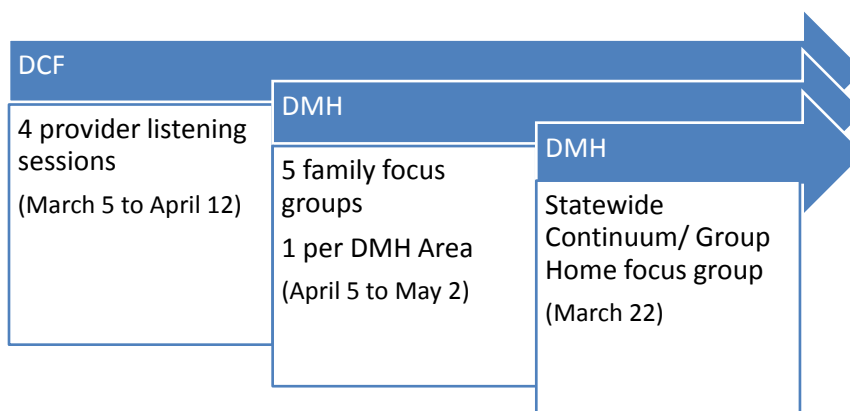 DCF
4 provider listening
sessions
(March 5 to April 12)
DMH
5 family focus
groups
1 per DMH Area
(April 5 to May 2)
DMH
Statewide
Continuum/ Group
Home focus group
(March 22)